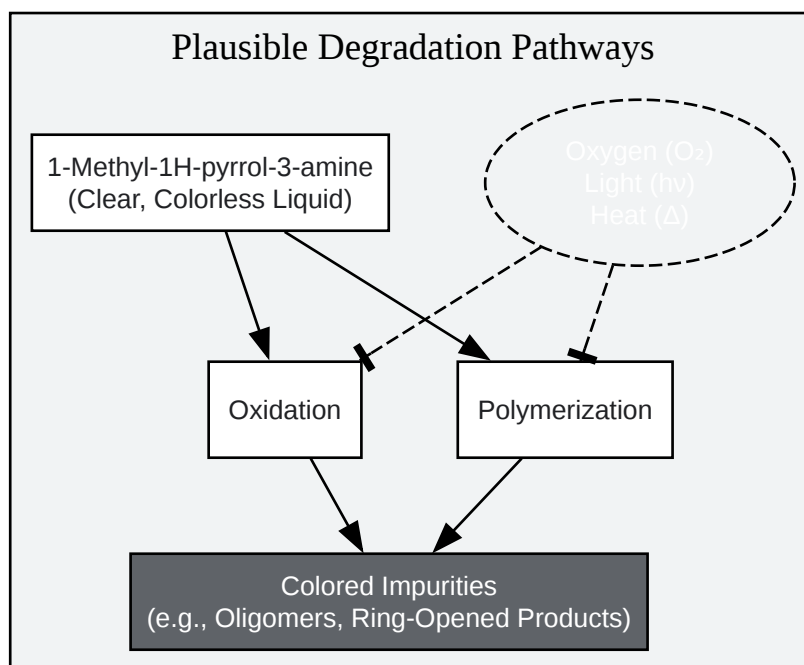 Plausible Degradation Pathways
1-Methyl-1H-pyrrol-3-amine
(Clear, Colorless Liquid)
Oxygen (O₂)
Light (hν)
Heat (Δ)
Oxidation
Polymerization
Colored Impurities
(e.g., Oligomers, Ring-Opened Products)